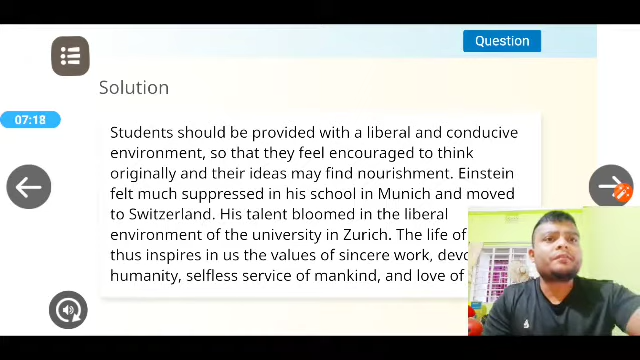 Question
Solution
07:18
Students should be provided with a liberal and conducive
environment, so that they feel encouraged to think
originally and their ideas may find nourishment. Einstein
felt much suppressed in his school in Munich and moved
to Switzerland. His talent bloomed in the liberal
environment of the university in Zurich. The life of
thus inspires in us the values of sincere work,
humanity, selfless service of mankind, and love of